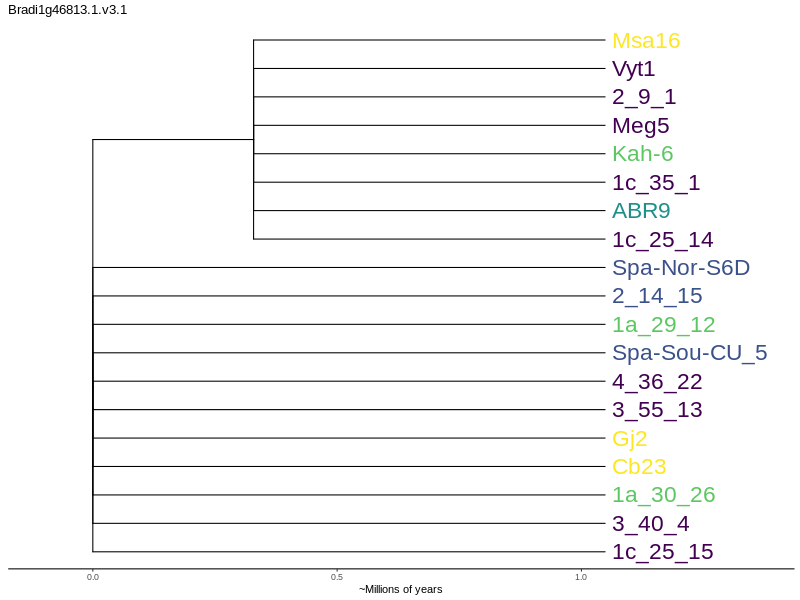 Bradi1g46813.1.v3.1
Msa16
Vyt1
2_9_1
Meg5
Kah-6
1c_35_1
ABR9
1c_25_14
Spa-Nor-S6D
2_14_15
1a_29_12
Spa-Sou-CU_5
4_36_22
3_55_13
Gj2
Cb23
1a_30_26
3_40_4
1c_25_15
0.0 0.5 1.0
~Millions of years